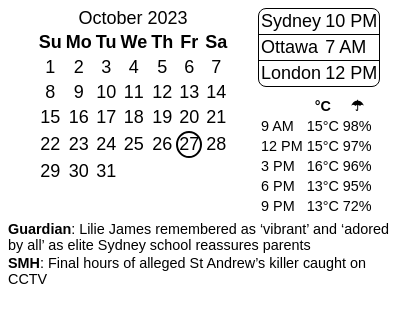 October 2023
Su Mo Tu We Th Fr Sa
1 2 3 4 5 6 7
8 9 10 11 12 13 14
15 16 17 18 19 20 21
22 23 24 25 26 27 28
29 30 31
Sydney 10 PM
Ottawa 7 AM
London 12 PM
°C ☂
9 AM 15°C 98%
12 PM 15°C 97%
3 PM 16°C 96%
6 PM 13°C 95%
9 PM 13°C 72%
Guardian: Lilie James remembered as ‘vibrant’ and ‘adored
by all’ as elite Sydney school reassures parents
SMH: Final hours of alleged St Andrew’s killer caught on
CCTV